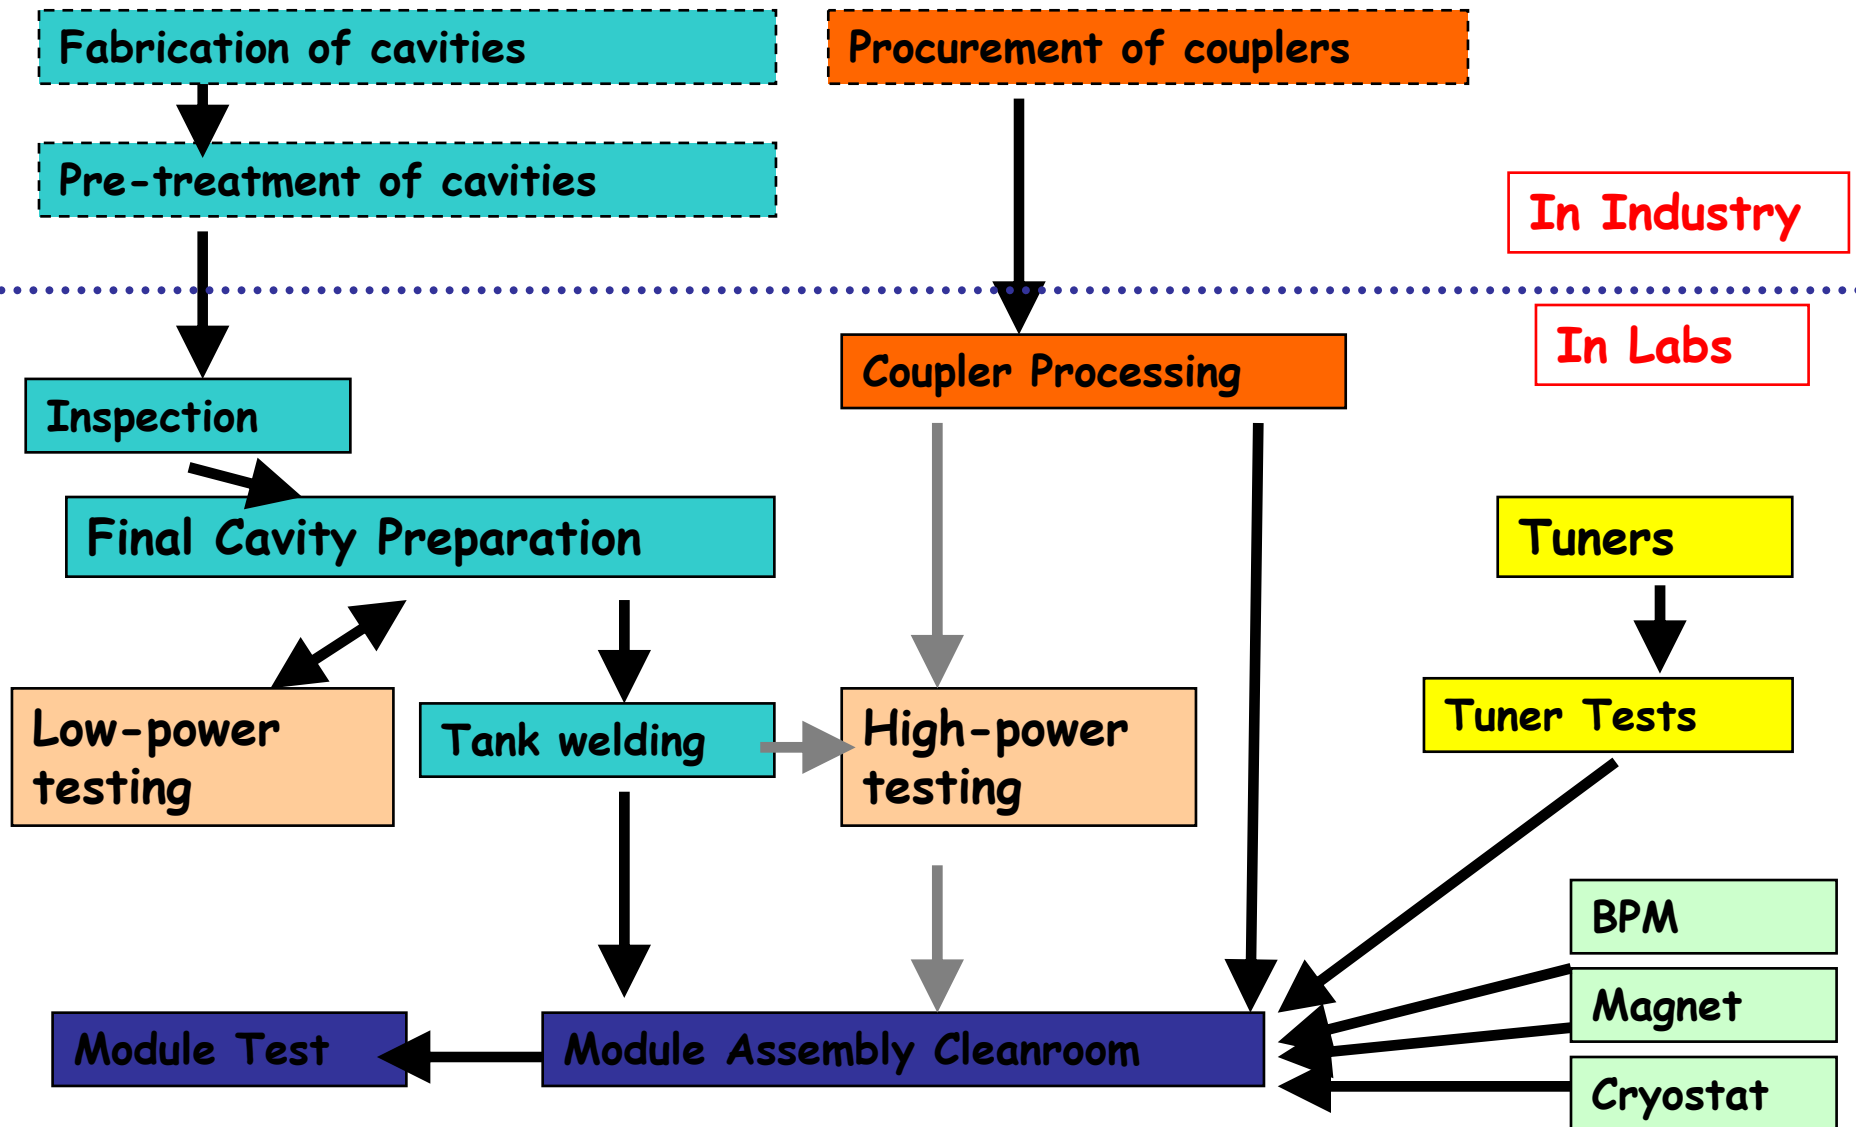 Fabrication of cavities
Procurement of couplers
Pre-treatment of cavities
In Industry
In Labs
Coupler Processing
Inspection
Final Cavity Preparation
Tuners
Low-power
testing
Tank welding
High-power
testing
Tuner Tests
BPM
Magnet
Module Test
Module Assembly Cleanroom
Cryostat